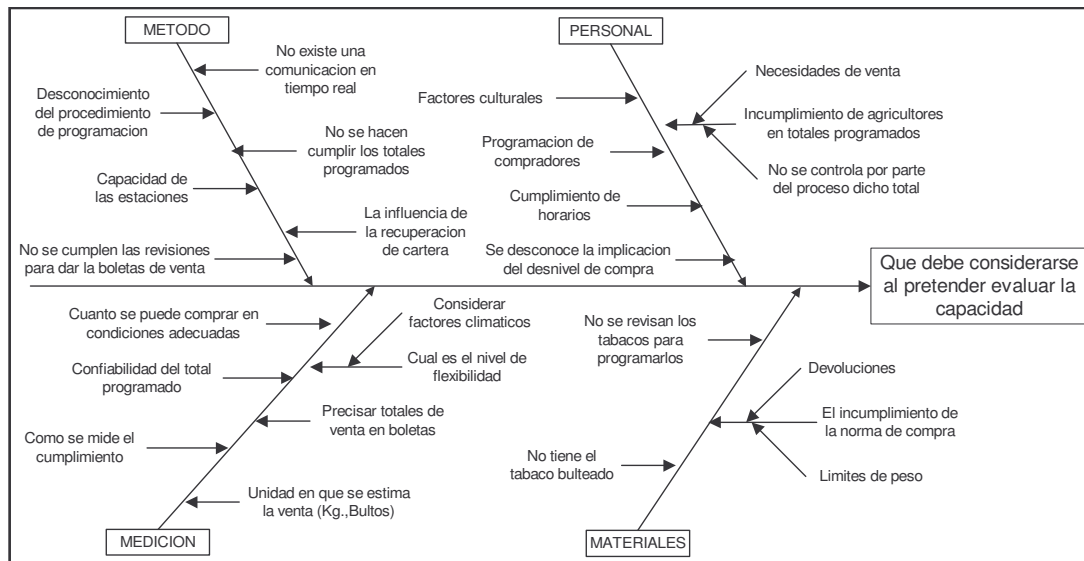 METODO
PERSONAL
No existe una
comunicacion en
tiempo real
Desconocimiento
del procedimiento
de programacion
No se hacen
cumplir los totales
programados
Capacidad de
las estaciones
La influencia de
la recuperacion
de cartera
No se cumplen las revisiones
para dar la boletas de venta
Necesidades de venta
Factores culturales
Incumplimiento de agricultores
en totales programados
Programacion de
compradores
No se controla por parte
del proceso dicho total
Cumplimiento de
horarios
Se desconoce la implicacion
del desnivel de compra
Que debe considerarse
al pretender evaluar la
capacidad
Cuanto se puede comprar en
condiciones adecuadas
Considerar
factores climaticos
Confiabilidad del total
programado
Cual es el nivel de
flexibilidad
Precisar totales de
venta en boletas
Como se mide el
cumplimiento
Unidad en que se estima
la venta (Kg.,Bultos)
MEDICION
No se revisan los
tabacos para
programarlos
Devoluciones
El incumplimiento de
la norma de compra
No tiene el
tabaco bulteado
Limites de peso
MATERIALES